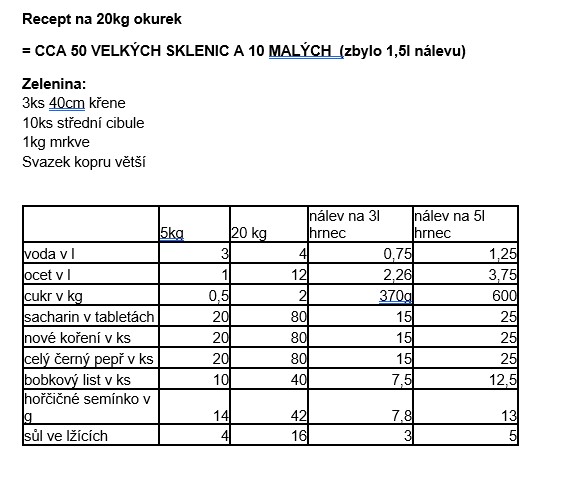 Recept na 20kg okurek
= CCA 50 VELKÝCH SKLENIC A 10 MALÝCH (zbylo 1,5l nálevu)
Zelenina:
3ks 40cm křene
10ks střední cibule
1kg mrkve
Svazek kopru větší
5kg 20 kg nálev na 3l hrnec nálev na 5l hrnec
voda v l 3 4 0,75 1,25
ocet v l 1 12 2,26 3,75
cukr v kg 0,5 2 370g 600
sacharin v tabletách 20 80 15 25
nové koření v ks 20 80 15 25
celý černý pepř v ks 20 80 15 25
bobkový list v ks 10 40 7,5 12,5
hořčičné semínko v g 14 42 7,8 13
sůl ve lžících 4 16 3 5